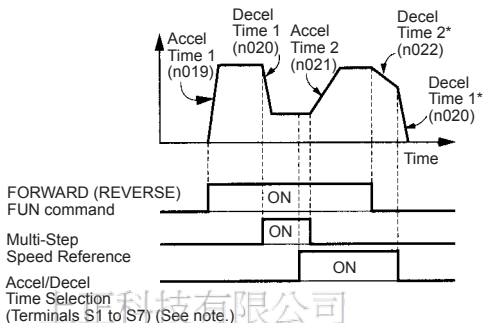 Accel
Time 1
(n019)
Decel
Time 1
(n020)
Accel
Time 2
(n021)
Decel
Time 2*
(n022)
Decel
Time 1*
(n020)
Time
FORWARD (REVERSE)
FUN command
ON
Multi-Step
Speed Reference
ON
Accel/Decel
Time Selection
(Terminals S1 to S7) (See note.)
ON
科技有限公司